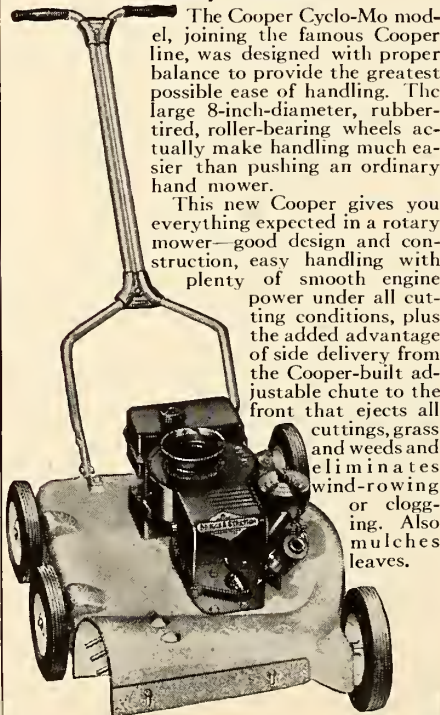 The Cooper Cyclo-Mo mod-
el, joining the famous Cooper
line, was designed with proper
balance to provide the greatest
possible ease of handling. The
large 8-inch-diameter, rubber-
tired, roller-bearing wheels ac-
tually make handling much ea-
sier than pushing an ordinary
hand mower.
This new Cooper gives you
everything expected in a rotary
mower—good design and con-
struction, easy handling with
plenty of smooth engine
power under all cut-
ting conditions, plus
the added advantage
of side delivery from
the Cooper-built ad-
justable chute to the
front that ejects all
cuttings, grass
and weeds and
eliminates
wind-rowing
or clogg-
ing. Also
mulches
leaves.
BRIGGS & STRATTON